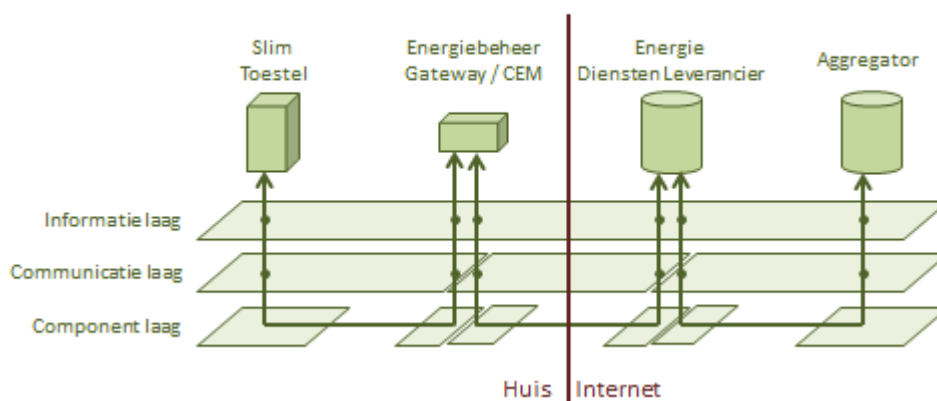 Slim
Toestel
Energiebeheer
Gateway / CEM
Energie
Diensten Leverancier
Aggregator
Informatie laag
Communicatie laag
Component laag
Huis
Internet